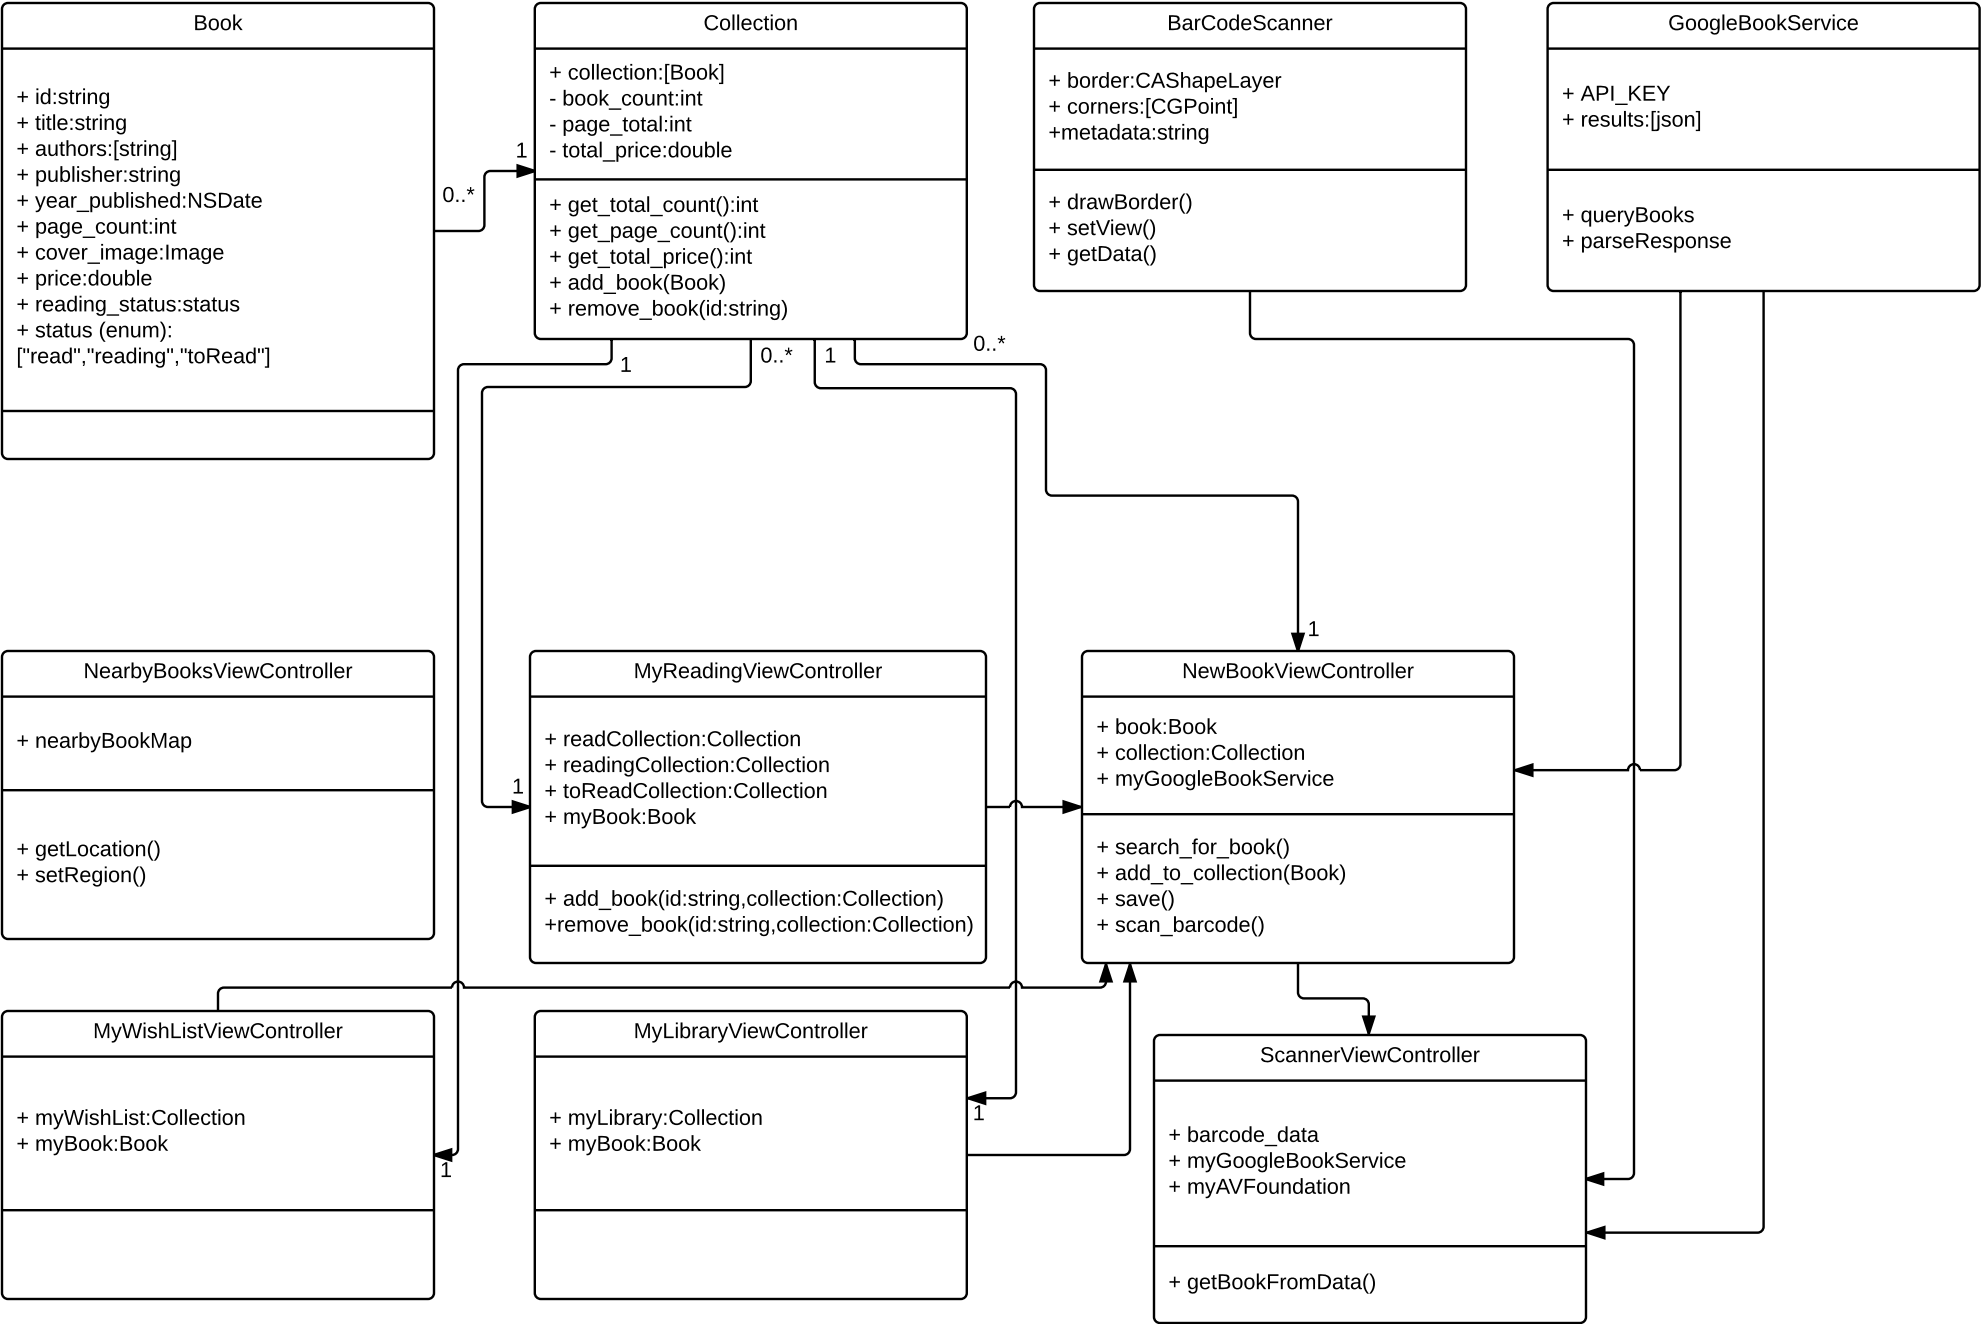 Book
+ id:string
+ title:string
+ authors:[string]
+ publisher:string
+ year_published:NSDate
+ page_count:int
+ cover_image:Image
+ price:double
+ reading_status:status
+ status (enum):
["read","reading","toRead"]
0..*
1
Collection
+ collection:[Book]
- book_count:int
- page_total:int
- total_price:double
+ get_total_count():int
+ get_page_count():int
+ get_total_price():int
+ add_book(Book)
+ remove_book(id:string)
BarCodeScanner
+ border:CAShapeLayer
+ corners:[CGPoint]
+metadata:string
+ drawBorder()
+ setView()
+ getData()
GoogleBookService
+ API_KEY
+ results:[json]
+ queryBooks
+ parseResponse
1
0..*
1
0..*
1
NearbyBooksViewController
+ nearbyBookMap
+ getLocation()
+ setRegion()
1
MyReadingViewController
+ readCollection:Collection
+ readingCollection:Collection
+ toReadCollection:Collection
+ myBook:Book
+ add_book(id:string,collection:Collection)
+remove_book(id:string,collection:Collection)
NewBookViewController
+ book:Book
+ collection:Collection
+ myGoogleBookService
+ search_for_book()
+ add_to_collection(Book)
+ save()
+ scan_barcode()
MyWishListViewController
+ myWishList:Collection
+ myBook:Book
1
MyLibraryViewController
+ myLibrary:Collection
+ myBook:Book
1
ScannerViewController
+ barcode_data
+ myGoogleBookService
+ myAVFoundation
+ getBookFromData()